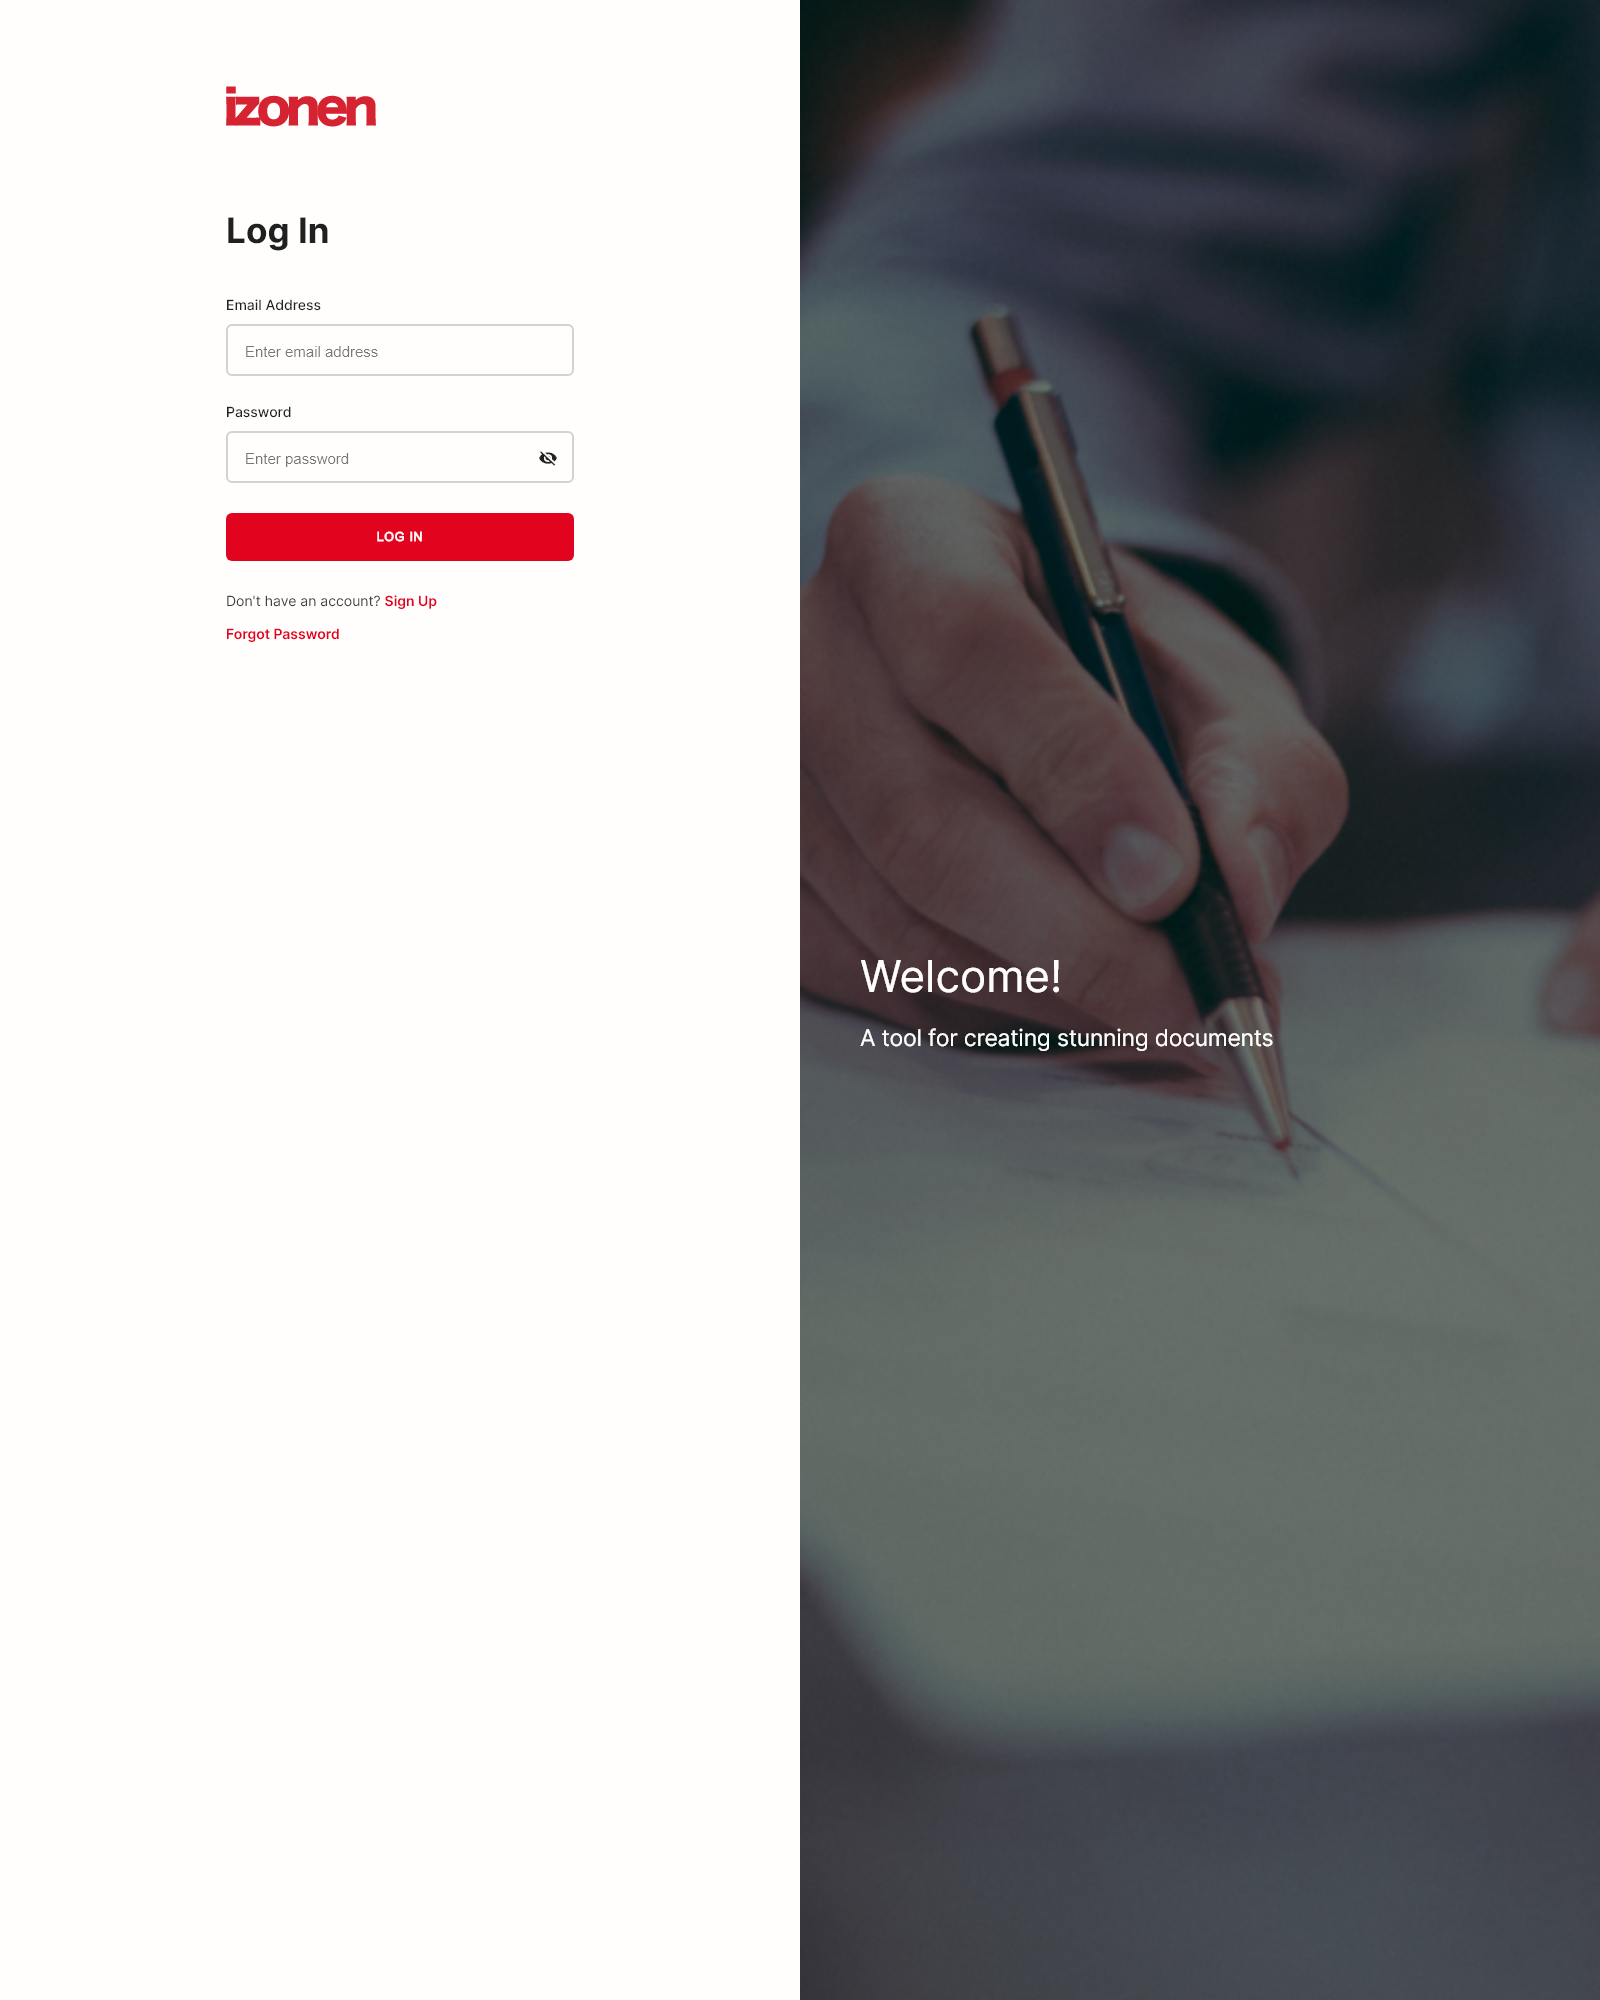 izonen
Log In
Email Address
Enter email address
Password
Enter password
LOG IN
Don't have an account? Sign Up
Forgot Password
Welcome!
A tool for creating stunning documents